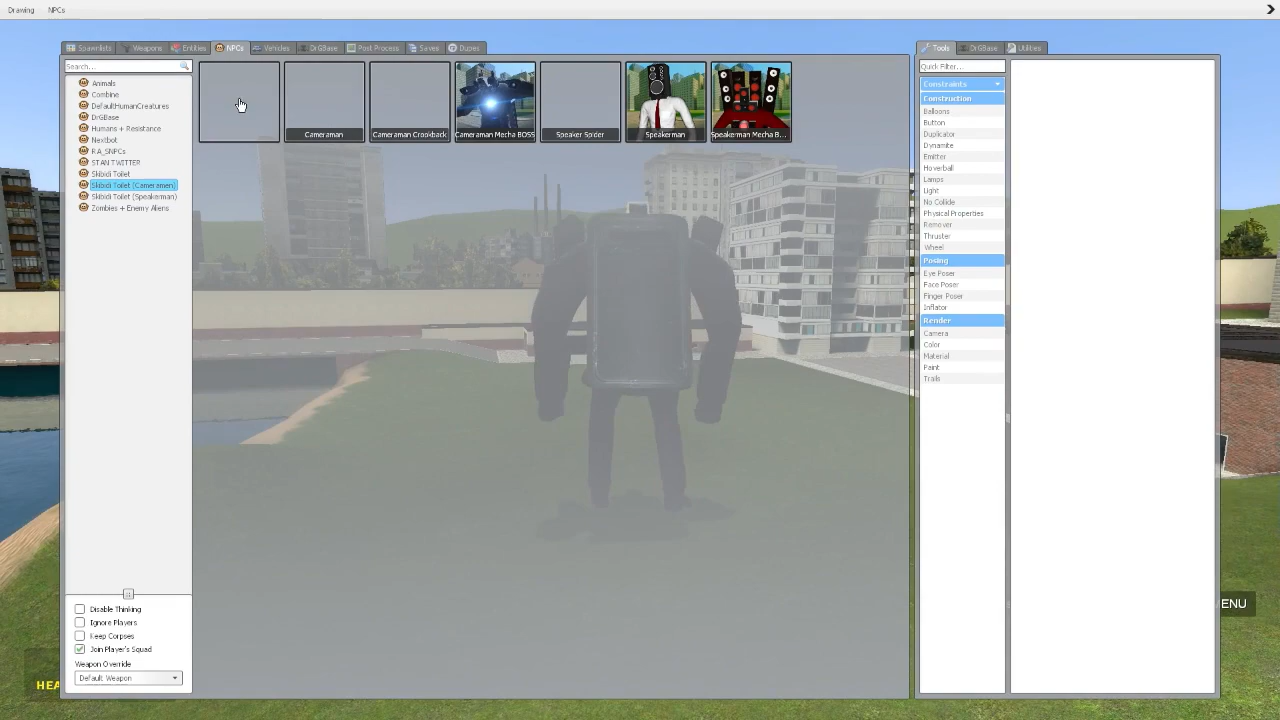 Drawing NPCs
Spawnlists Weapons Entities NPCs Vehicles DrGBase Post Process Saves Dupes
Search...
Animals
Combine
DefaultHumanCreatures
DrGBase
Humans + Resistance
Nextbot
RA_SNPCs
STAN TWITTER
Skibidi Toilet
Skibidi Toilet (Cameramen)
Skibidi Toilet (Speakerman)
Zombies + Enemy Aliens
Cameraman
Cameraman Crookback
Cameraman Mecha BOSS
Speaker Spider
Speakerman
Speakerman Mecha B...
Disable Thinking
Ignore Players
Keep Corpses
Join Player's Squad
Weapon Override
Default Weapon
HEA
Tools DrGBase Utilities
Quick Filter...
Constraints
Construction
Balloons
Button
Duplicator
Dynamite
Emitter
Hoverball
Lamps
Light
No Collide
Physical Properties
Remover
Thruster
Wheel
Posing
Eye Poser
Face Poser
Finger Poser
Inflator
Render
Camera
Color
Material
Paint
Trails
ENU